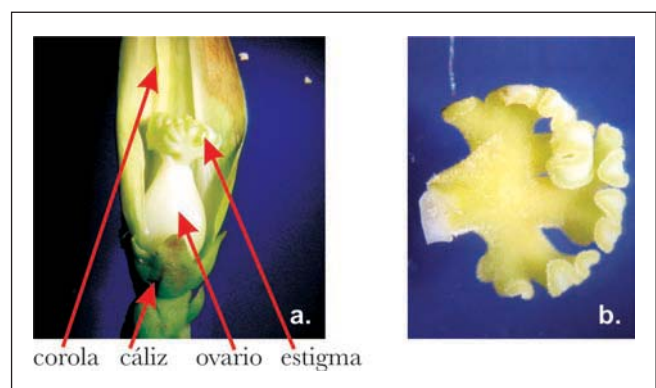 a.
b.
corola cáliz ovario estigma